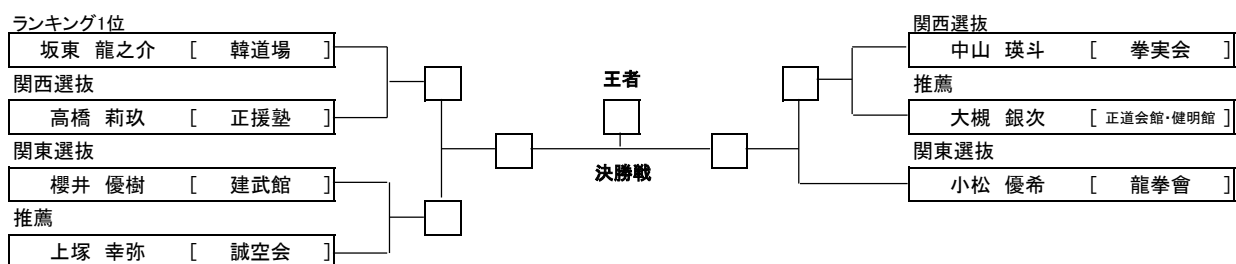 ランキング1位
坂東 龍之介 [ 韓道場 ]
関西選抜
高橋 莉玖 [ 正援塾 ]
関東選抜
櫻井 優樹 [ 建武館 ]
推薦
上塚 幸弥 [ 誠空会 ]
王者
決勝戦
関西選抜
中山 瑛斗 [ 拳実会 ]
推薦
大槻 銀次 [ 正道会館・健明館 ]
関東選抜
小松 優希 [ 龍拳會 ]